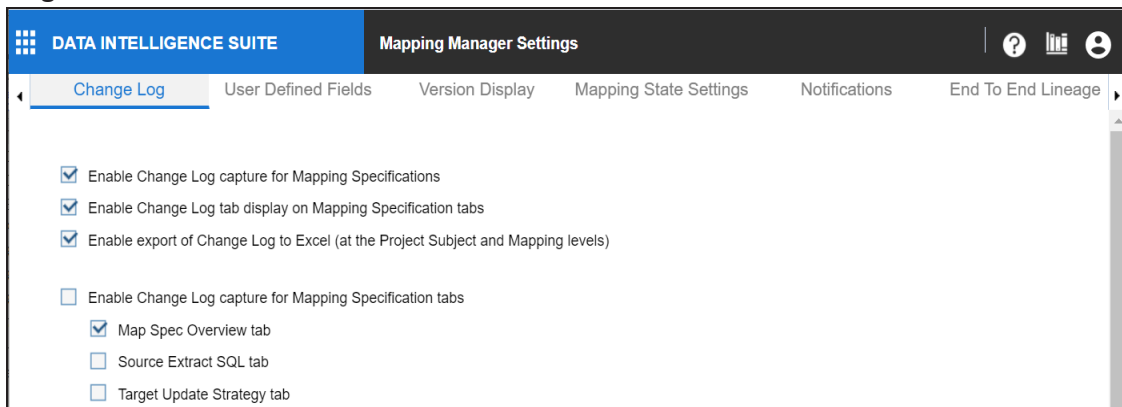 DATA INTELLIGENCE SUITE Mapping Manager Settings
Change Log User Defined Fields Version Display Mapping State Settings Notifications End To End Lineage
Enable Change Log capture for Mapping Specifications
Enable Change Log tab display on Mapping Specification tabs
Enable export of Change Log to Excel (at the Project Subject and Mapping levels)
Enable Change Log capture for Mapping Specification tabs
Map Spec Overview tab
Source Extract SQL tab
Target Update Strategy tab